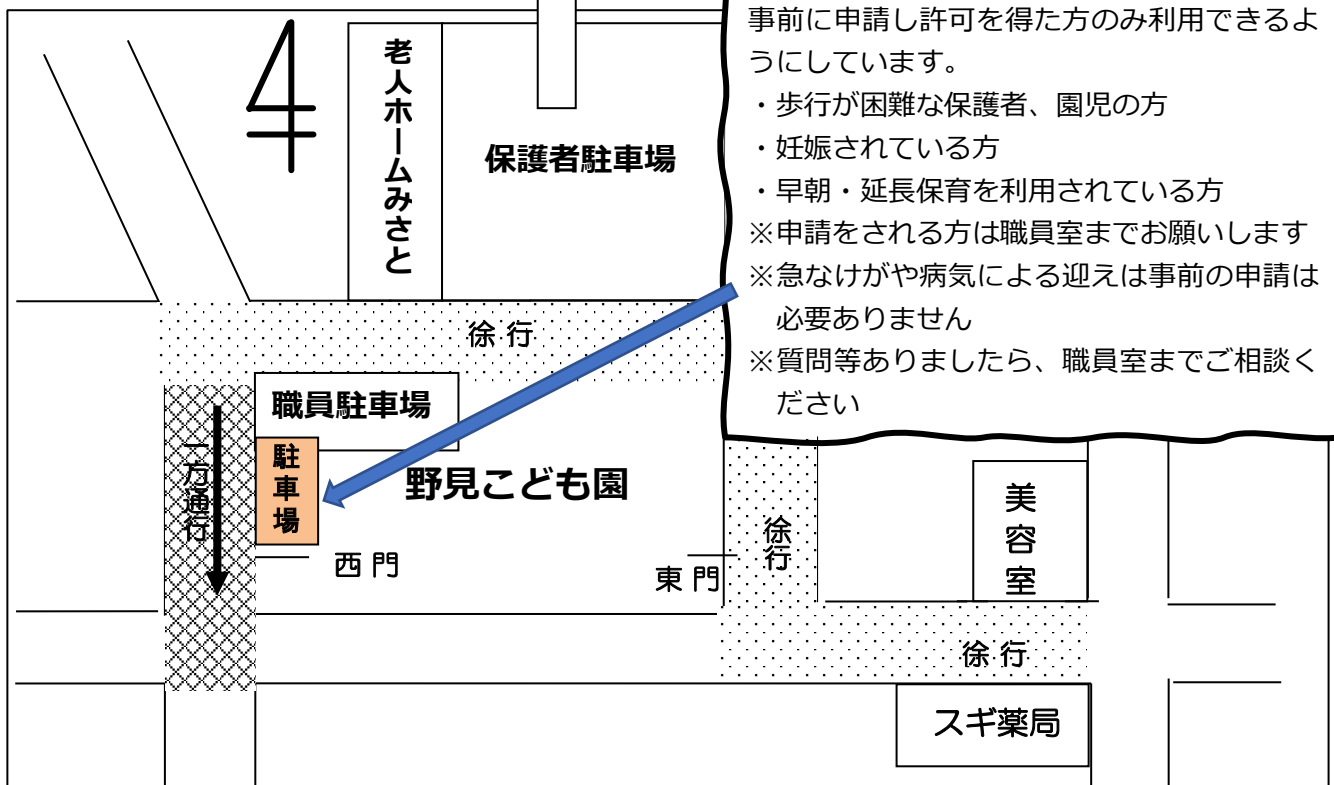 事前に申請し許可を得た方のみ利用できるよ
うにしています。
・歩行が困難な保護者、園児の方
・妊娠されている方
・早朝・延長保育を利用されている方
※申請をされる方は職員室までお願いします
※急なけがや病気による迎えは事前の申請は
必要ありません
※質問等ありましたら、職員室までご相談く
ださい
老人ホームみさと
保護者駐車場
徐行
職員駐車場
一方通行
駐車場
野見こども園
西門
東門
徐行
美容室
徐行
スギ薬局